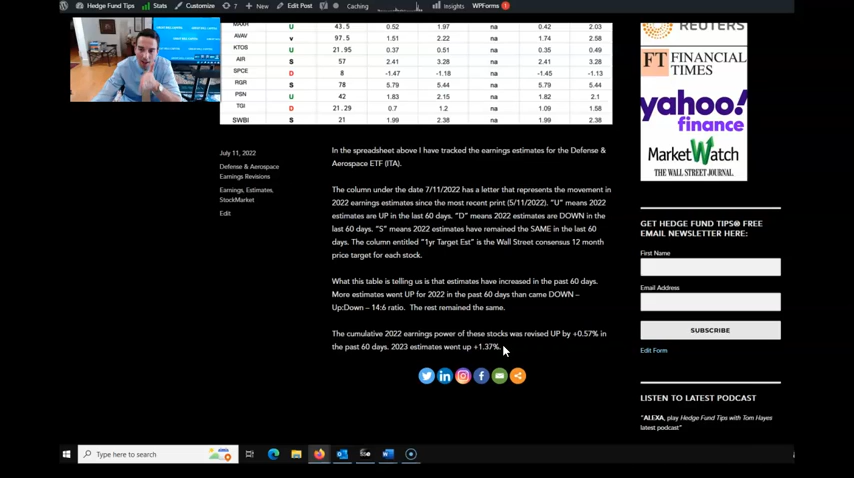 Hedge Fund Tips Stats Customize 7 New Edit Post Caching Insights WPForms
MAXR U 43.5 0.52 1.97 na 0.42 2.03
AVAV v 97.5 1.51 2.22 na 1.74 2.58
KTOS U 21.95 0.37 0.51 na 0.35 0.49
AIR S 57 2.41 3.28 na 2.41 3.28
SPCE D 8 -1.47 -1.18 na -1.45 -1.13
RGR S 78 5.79 5.44 na 5.79 5.44
PSN U 42 1.83 2.15 na 1.82 2.1
TGI D 21.29 0.7 1.2 na 1.09 1.58
SWBI S 21 1.99 2.38 na 1.99 2.38
July 11, 2022
Defense & Aerospace
Earnings Revisions
Earnings, Estimates,
StockMarket
Edit
In the spreadsheet above I have tracked the earnings estimates for the Defense &
Aerospace ETF (ITA).
The column under the date 7/11/2022 has a letter that represents the movement in
2022 earnings estimates since the most recent print (5/11/2022). "U" means 2022
estimates are UP in the last 60 days. "D" means 2022 estimates are DOWN in the
last 60 days. "S" means 2022 estimates have remained the SAME in the last 60
days. The column entitled "1yr Target Est" is the Wall Street consensus 12 month
price target for each stock.
What this table is telling us is that estimates have increased in the past 60 days.
More estimates went UP for 2022 in the past 60 days than came DOWN –
Up:Down – 14:6 ratio. The rest remained the same.
The cumulative 2022 earnings power of these stocks was revised UP by +0.57% in
the past 60 days. 2023 estimates went up +1.37%.
REUTERS
FT FINANCIAL
TIMES
yahoo!
finance
MarketWatch
THE WALL STREET JOURNAL
GET HEDGE FUND TIPS® FREE
EMAIL NEWSLETTER HERE:
First Name
Email Address
SUBSCRIBE
Edit Form
LISTEN TO LATEST PODCAST
"ALEXA, play Hedge Fund Tips with Tom Hayes
latest podcast"
Type here to search